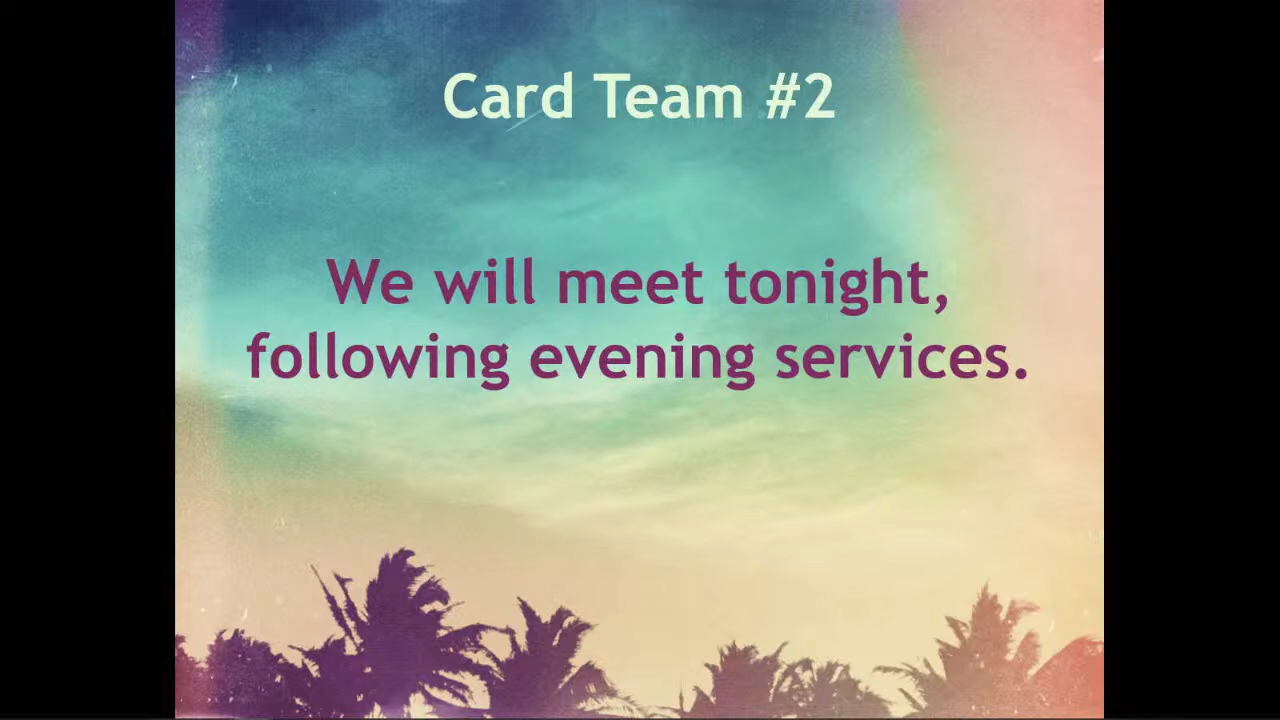 Card Team #2
We will meet tonight,
following evening services.